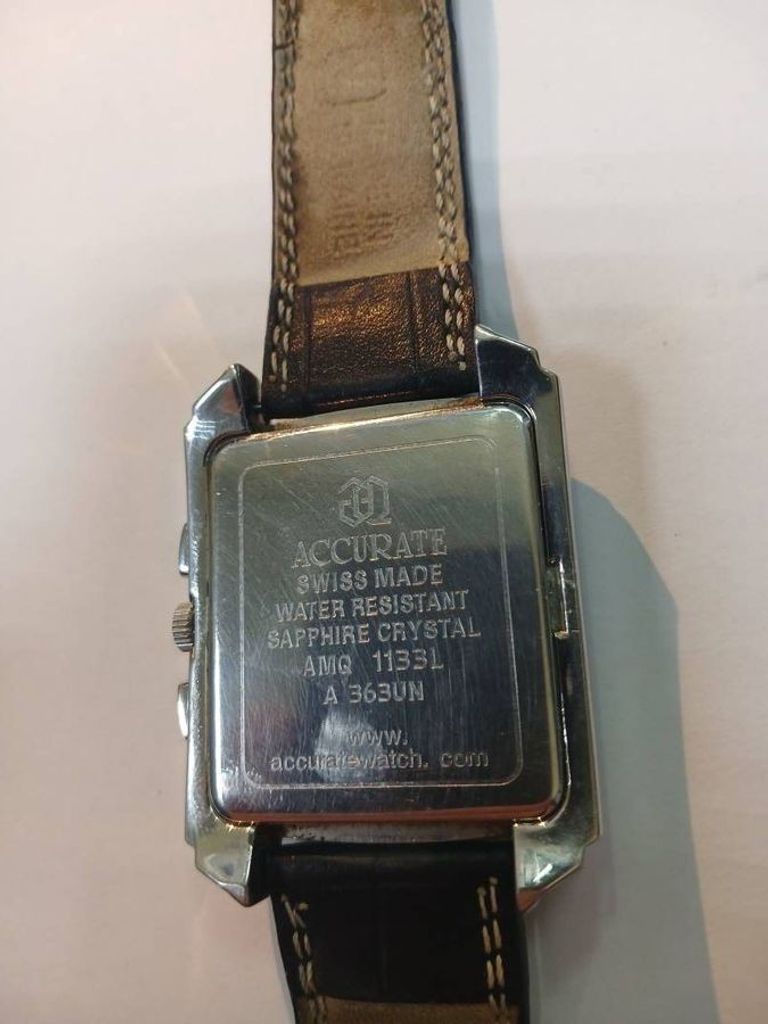 ACCURATE
SWISS MADE
WATER RESISTANT
SAPPHIRE CRYSTAL
AMQ 1133L
A 363UN
www.
accuratewatch. com